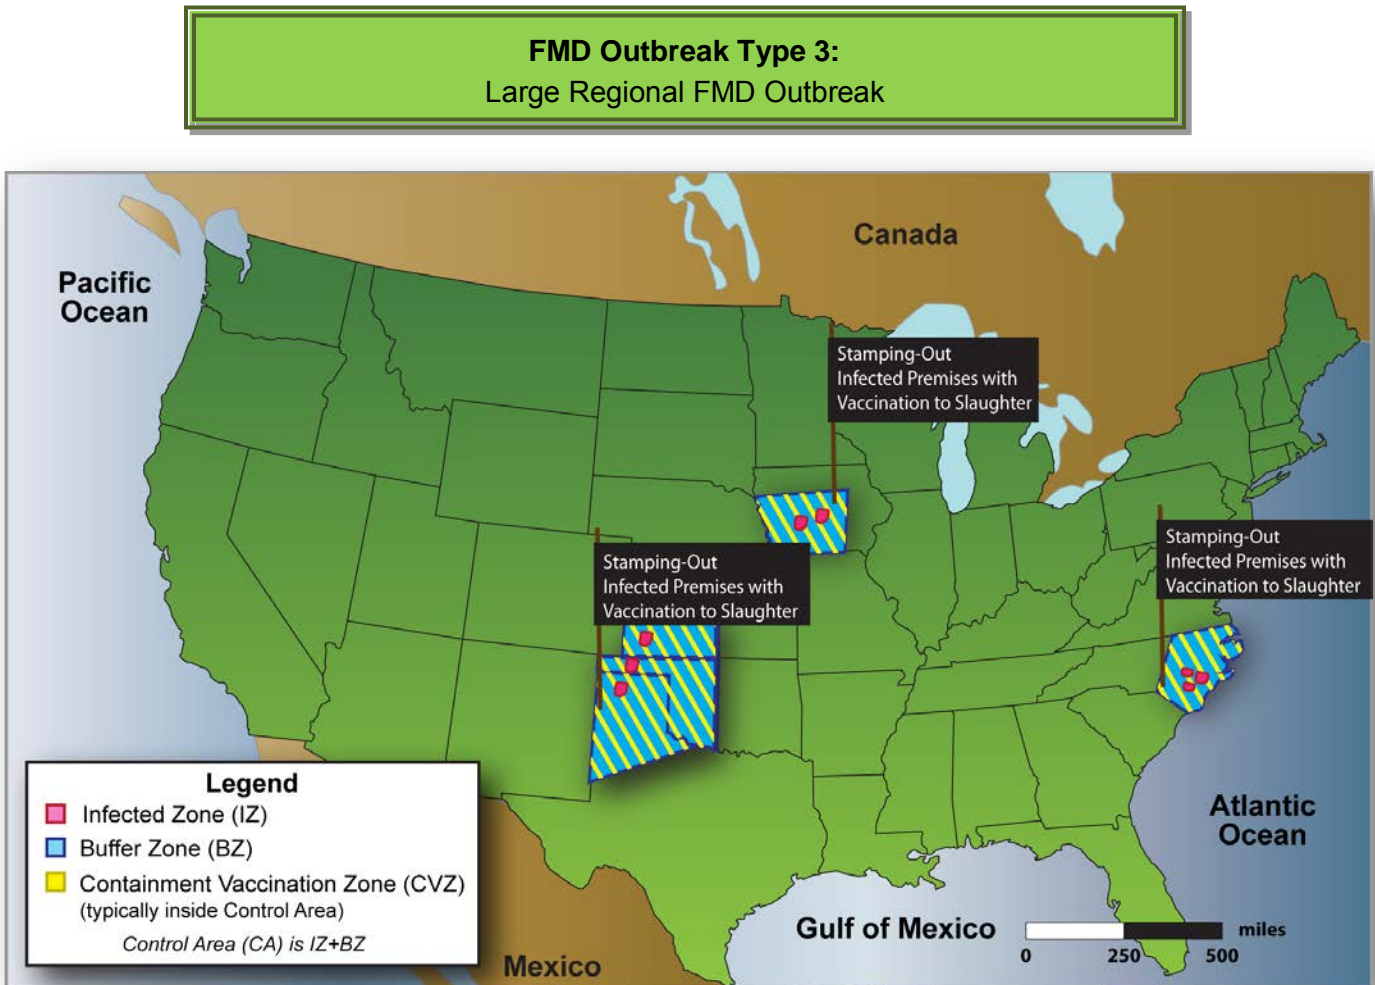 FMD Outbreak Type 3:
Large Regional FMD Outbreak
Canada
Pacific
Ocean
Stamping-Out
Infected Premises with
Vaccination to Slaughter
Stamping-Out
Infected Premises with
Vaccination to Slaughter
Stamping-Out
Infected Premises with
Vaccination to Slaughter
Legend
Infected Zone (IZ)
Buffer Zone (BZ)
Containment Vaccination Zone (CVZ)
(typically inside Control Area)
Control Area (CA) is IZ+BZ
Atlantic
Ocean
Gulf of Mexico
miles
0 250 500
Mexico